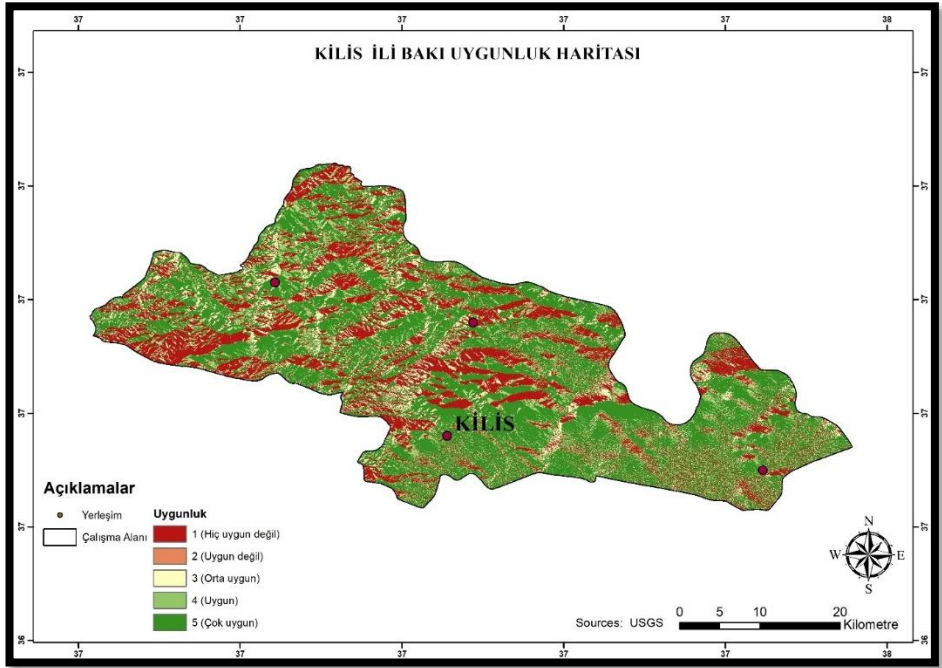 37 37 37 37 37 38
KİLİS İLİ BAKI UYGUNLUK HARİTASI
37 37
37 37
37 37
KİLİS
37 37
37 37
36 36
Açıklamalar
Yerleşim
Çalışma Alanı
Uygunluk
1 (Hiç uygun değil)
2 (Uygun değil)
3 (Orta uygun)
4 (Uygun)
5 (Çok uygun)
N
W E
S
Sources: USGS
0 5 10 20
Kilometre
37 37 37 37 37 38